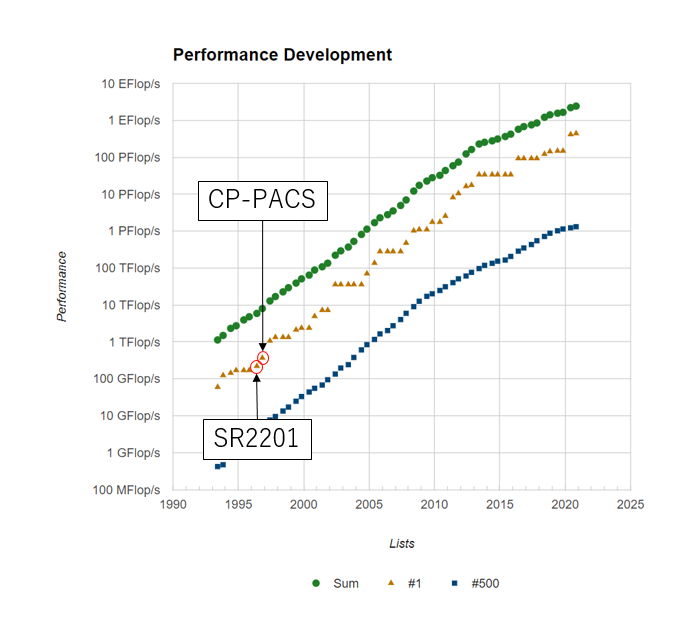 Performance Development
10 EFlop/s
1 EFlop/s
100 PFlop/s
10 PFlop/s
1 PFlop/s
100 TFlop/s
10 TFlop/s
1 TFlop/s
100 GFlop/s
10 GFlop/s
1 GFlop/s
100 MFlop/s
Performance
CP-PACS
SR2201
1990 1995 2000 2005 2010 2015 2020 2025
Lists
Sum #1 #500